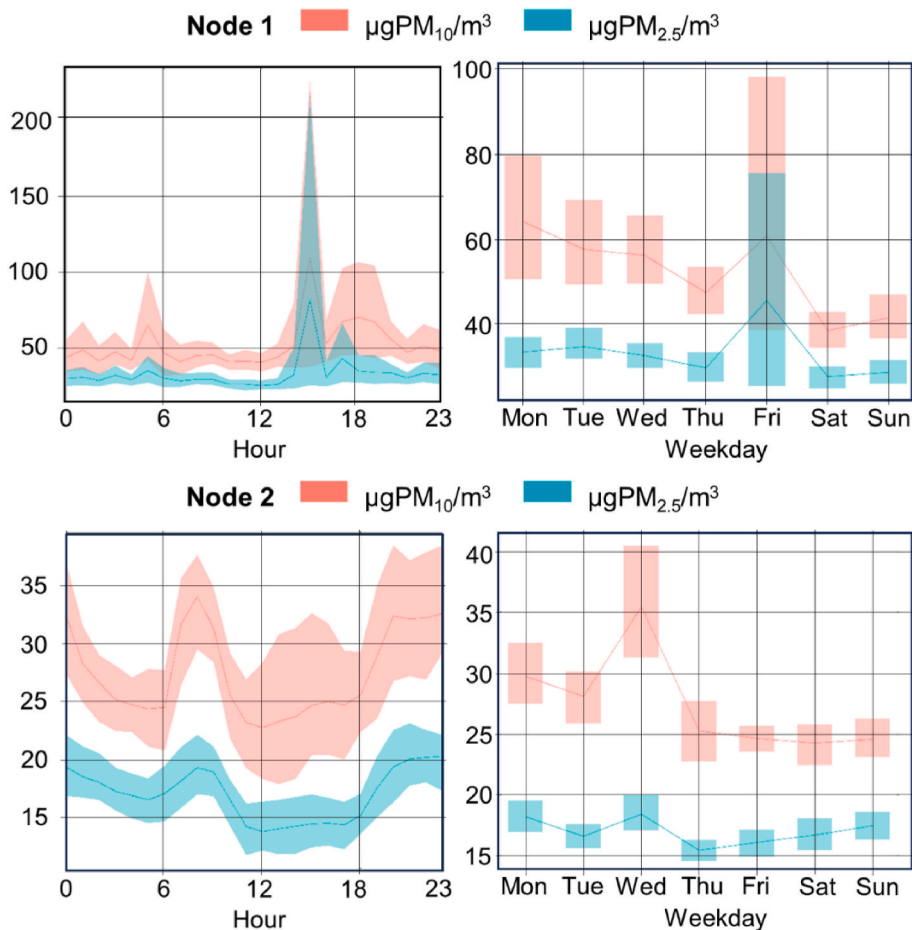 Node 1 µgPM₁₀/m³ µgPM₂.₅/m³
200
150
100
50
0 6 12 18 23
Hour
100
80
60
40
Mon Tue Wed Thu Fri Sat Sun
Weekday
Node 2 µgPM₁₀/m³ µgPM₂.₅/m³
35
30
25
20
15
0 6 12 18 23
Hour
40
35
30
25
20
15
Mon Tue Wed Thu Fri Sat Sun
Weekday